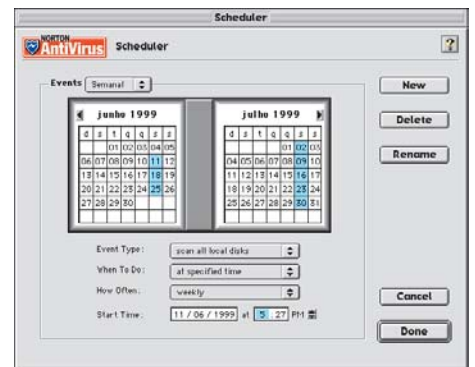 Scheduler
NORTON
AntiVirus Scheduler ?
Events Semanal
New
Delete
Rename
junho 1999
d s t q q s s
01 02 03 04 05
06 07 08 09 10 11 12
13 14 15 16 17 18 19
20 21 22 23 24 25 26
27 28 29 30
julho 1999
d s t q q s s
01 02 03
04 05 06 07 08 09 10
11 12 13 14 15 16 17
18 19 20 21 22 23 24
25 26 27 28 29 30 31
Event Type: scan all local disks
When To Do: at specified time
How Often: weekly
Start Time: 11 / 06 / 1999 at 5 : 27 PM
Cancel
Done